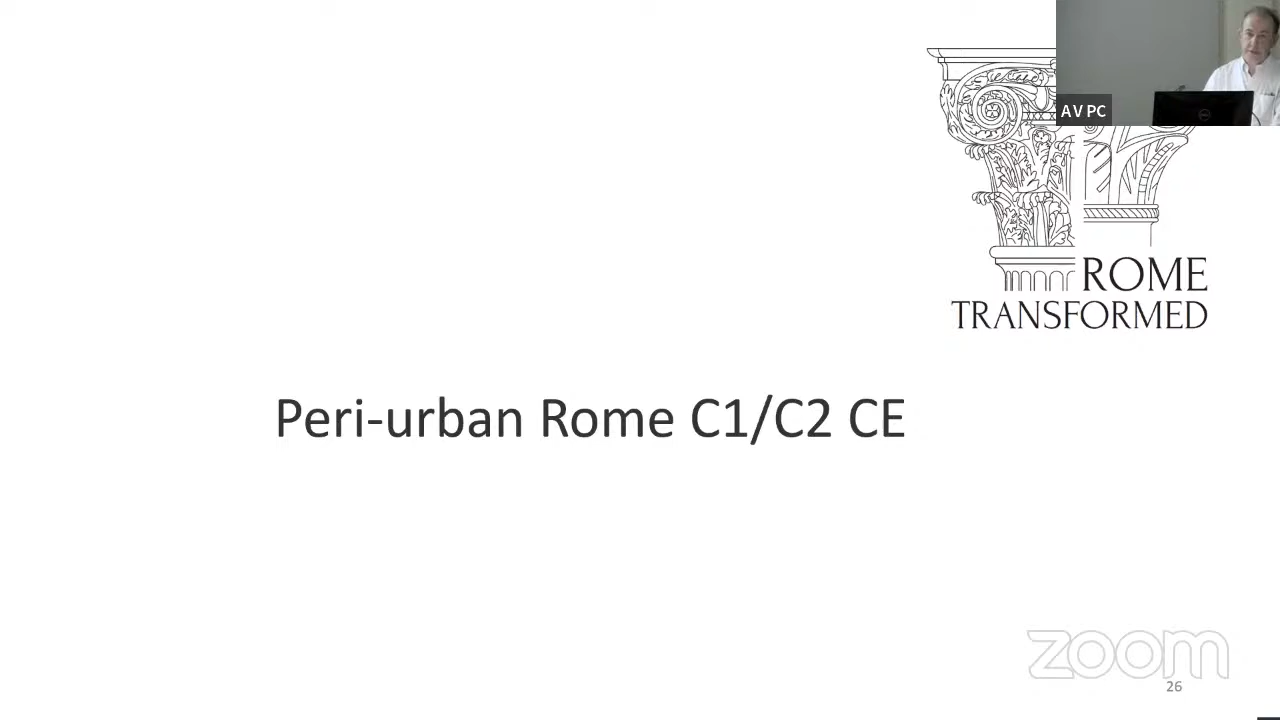 AV PC
ROME
TRANSFORMED
Peri-urban Rome C1/C2 CE
zoom
26